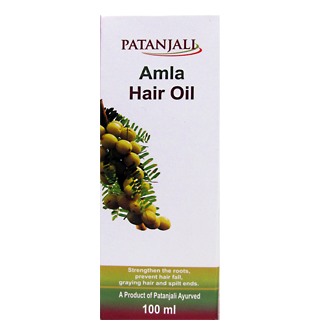 PATANJALI
Amla
Hair Oil
Strengthen the roots,
prevent hair fall,
graying hair and spilt ends.
A Product of Patanjali Ayurved
100 ml